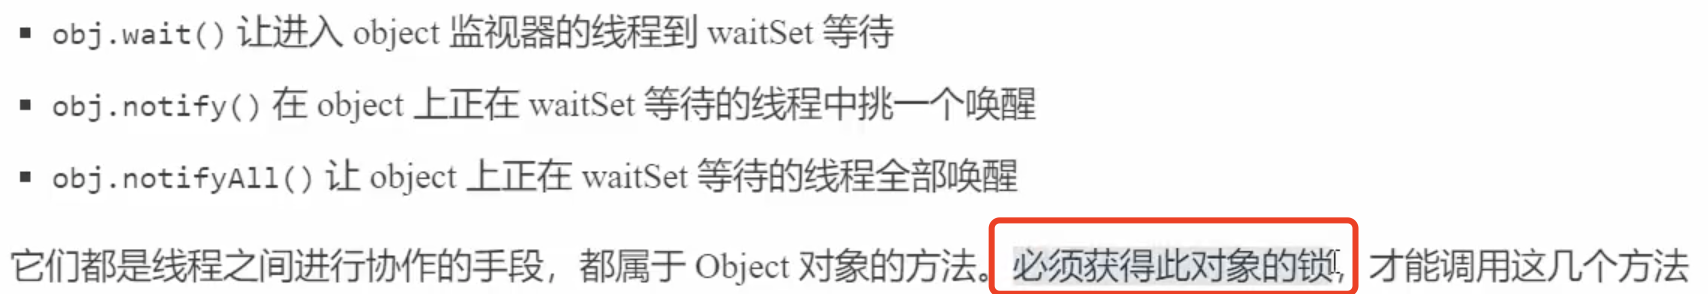 ▪ obj.wait() 让进入 object 监视器的线程到 waitSet 等待
▪ obj.notify() 在 object 上正在 waitSet 等待的线程中挑一个唤醒
▪ obj.notifyAll() 让 object 上正在 waitSet 等待的线程全部唤醒
它们都是线程之间进行协作的手段，都属于 Object 对象的方法。必须获得此对象的锁，才能调用这几个方法